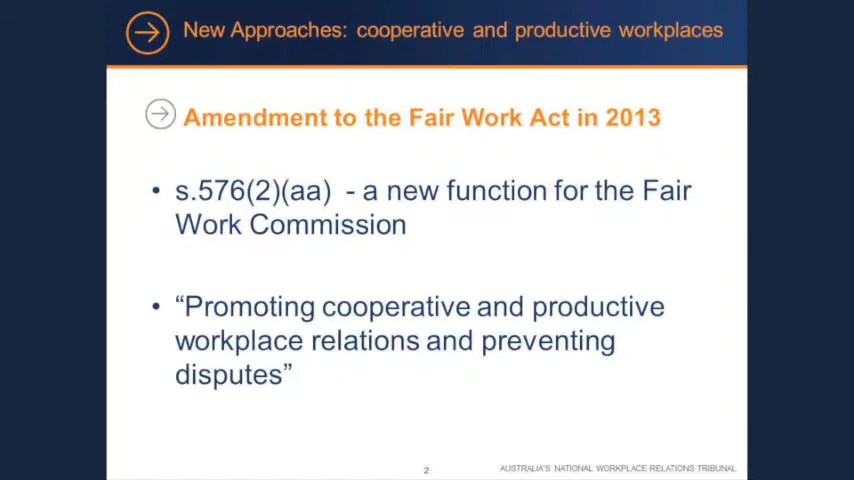 New Approaches: cooperative and productive workplaces
Amendment to the Fair Work Act in 2013
• s.576(2)(aa) - a new function for the Fair
Work Commission
• “Promoting cooperative and productive
workplace relations and preventing
disputes”
2
AUSTRALIA'S NATIONAL WORKPLACE RELATIONS TRIBUNAL